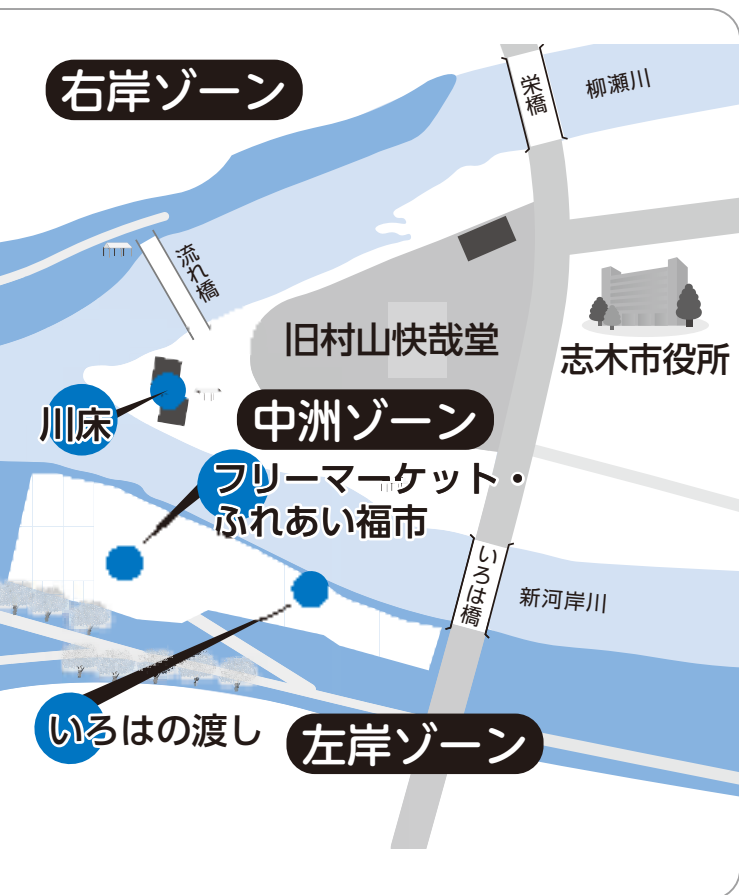 右岸ゾーン
栄橋
柳瀬川
流れ橋
旧村山快哉堂
志木市役所
川床
中洲ゾーン
フリーマーケット・
ふれあい福市
いろは橋
新河岸川
いろはの渡し
左岸ゾーン